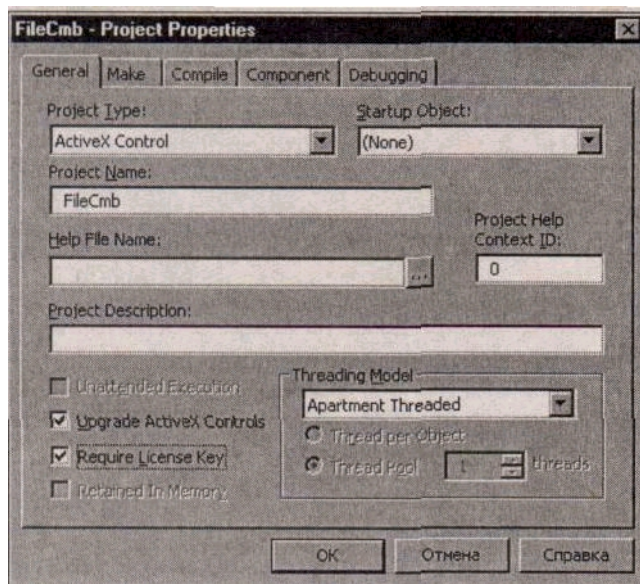 FileCmb - Project Properties
General Make Compile Component Debugging
Project Type: Startup Object:
ActiveX Control (None)
Project Name:
FileCmb
Project Help
Context ID:
Help File Name:
... 0
Project Description:
Unattended Execution
Upgrade ActiveX Controls
Require License Key
Retained In Memory
Threading Model
Apartment Threaded
Thread per Object
Thread Pool 1 threads
OK Отмена Справка